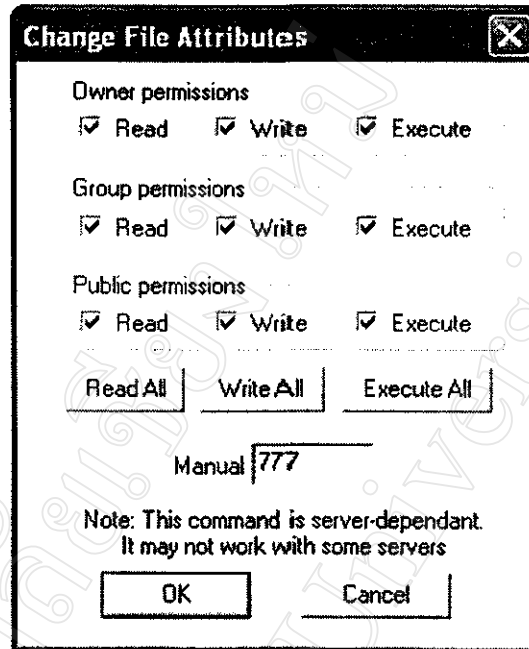 Change File Attributes
Owner permissions
Read Write Execute
Group permissions
Read Write Execute
Public permissions
Read Write Execute
Read All Write All Execute All
Manual 777
Note: This command is server-dependant.
It may not work with some servers
OK Cancel